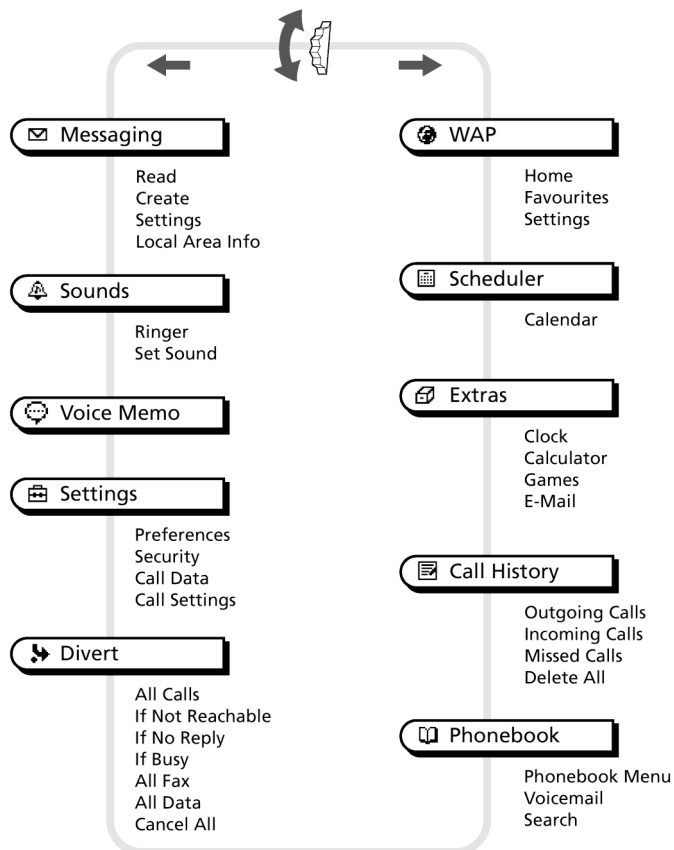 Messaging
Read
Create
Settings
Local Area Info
Sounds
Ringer
Set Sound
Voice Memo
Settings
Preferences
Security
Call Data
Call Settings
Divert
All Calls
If Not Reachable
If No Reply
If Busy
All Fax
All Data
Cancel All
WAP
Home
Favourites
Settings
Scheduler
Calendar
Extras
Clock
Calculator
Games
E-Mail
Call History
Outgoing Calls
Incoming Calls
Missed Calls
Delete All
Phonebook
Phonebook Menu
Voicemail
Search